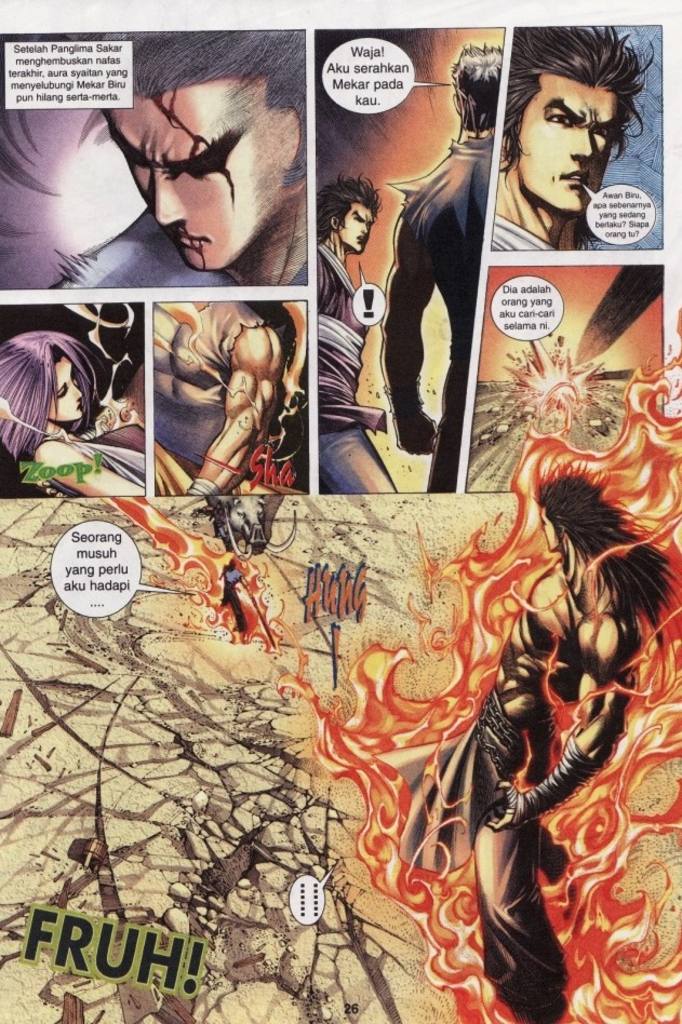 Setelah Panglima Sakar
menghembuskan nafas
terakhir, aura syaitan yang
menyelubungi Mekar Biru
pun hilang serta-merta.
Waja!
Aku serahkan
Mekar pada
kau.
!
Awan Biru,
apa sebenarnya
yang sedang
berlaku? Siapa
orang tu?
Zoop!
Sha
Dia adalah
orang yang
aku cari-cari
selama ni.
Seorang
musuh
yang perlu
aku hadapi
....
!!
FRUH!
26